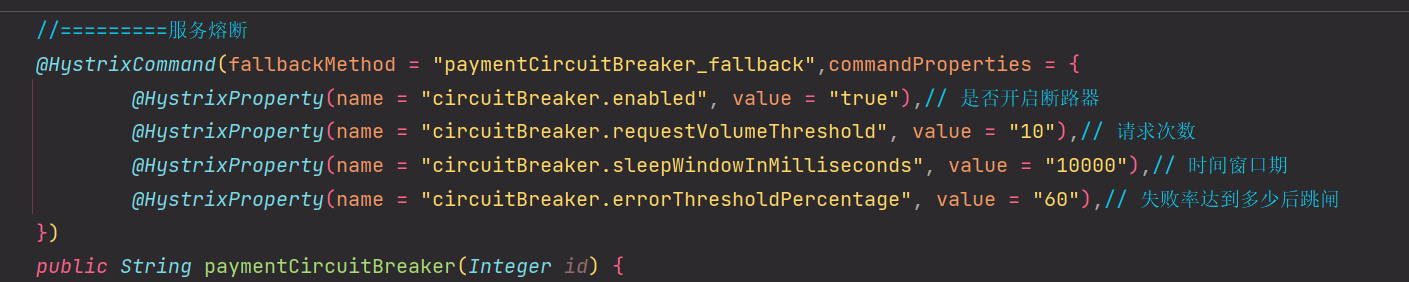 //=========服务熔断
@HystrixCommand(fallbackMethod = "paymentCircuitBreaker_fallback",commandProperties = {
@HystrixProperty(name = "circuitBreaker.enabled", value = "true"),// 是否开启断路器
@HystrixProperty(name = "circuitBreaker.requestVolumeThreshold", value = "10"),// 请求次数
@HystrixProperty(name = "circuitBreaker.sleepWindowInMilliseconds", value = "10000"),// 时间窗口期
@HystrixProperty(name = "circuitBreaker.errorThresholdPercentage", value = "60"),// 失败率达到多少后跳闸
})
public String paymentCircuitBreaker(Integer id) {